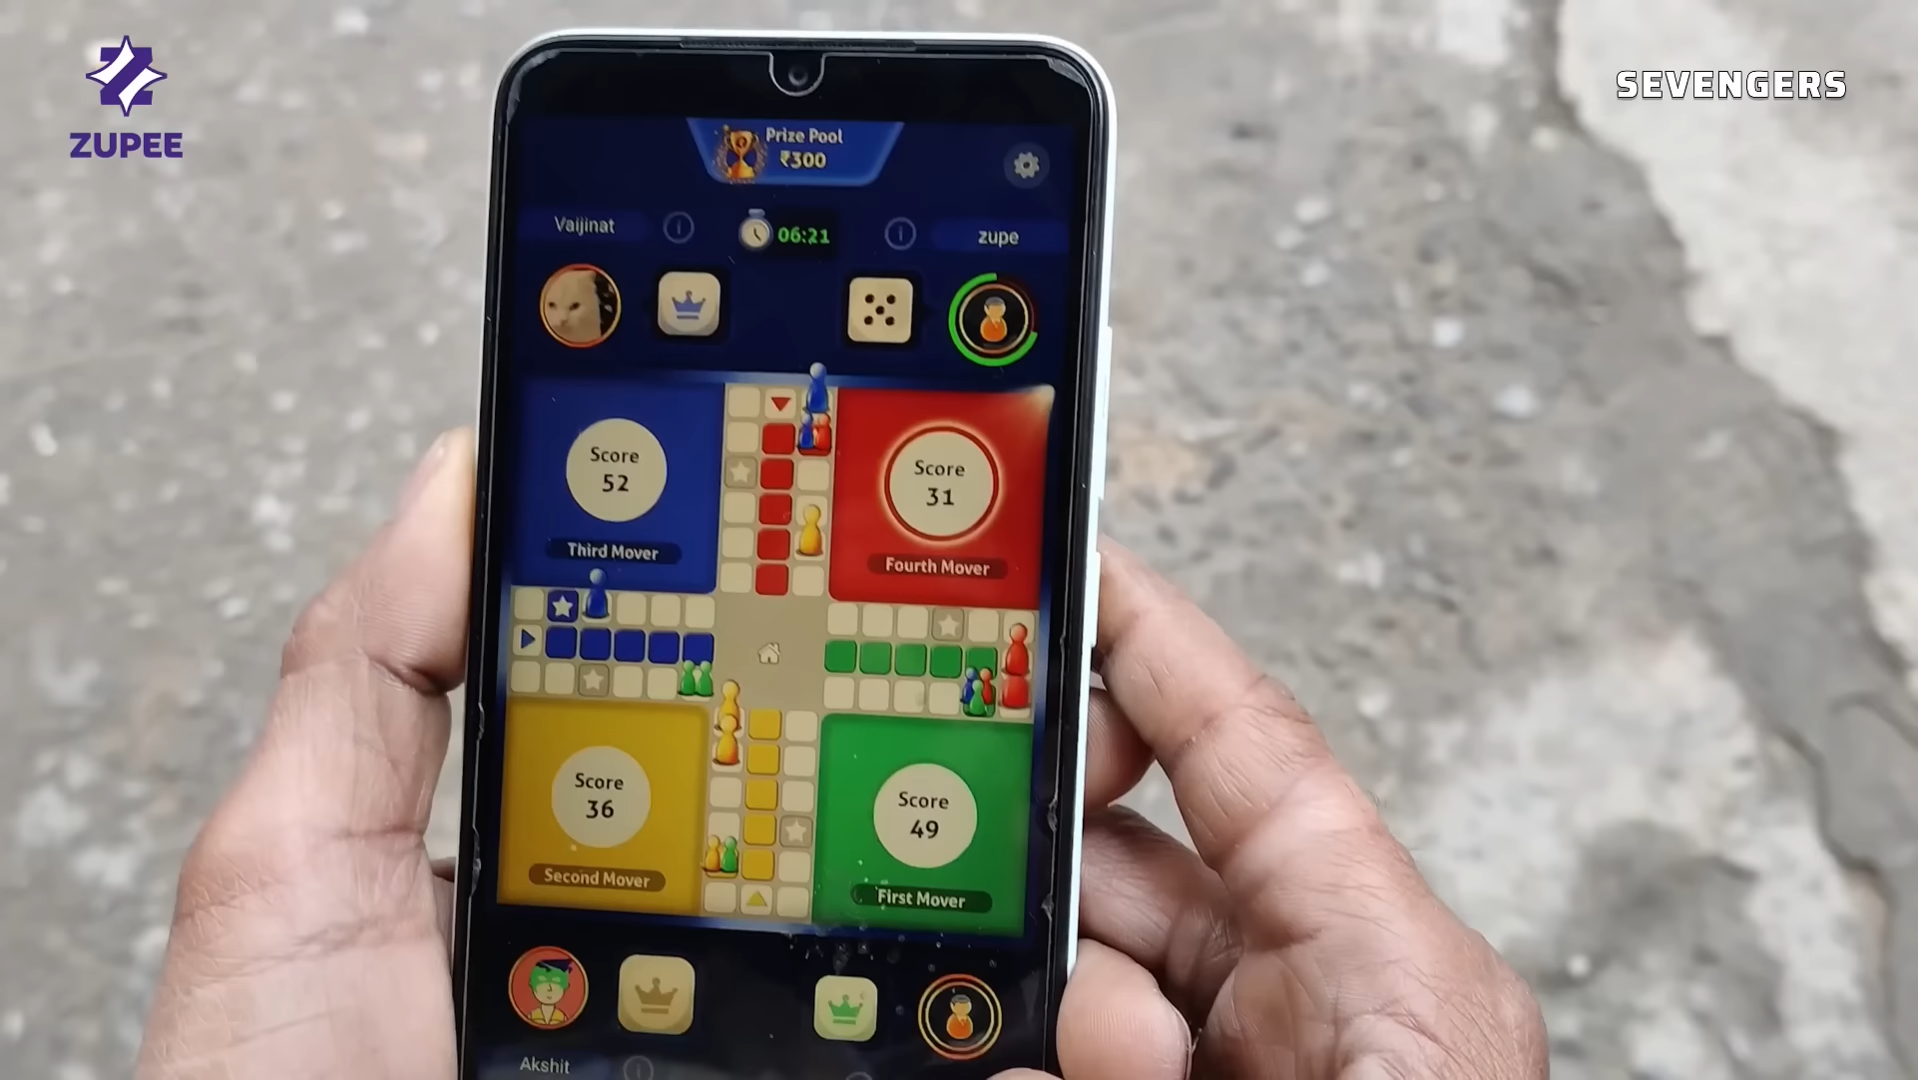 ZUPEE
SEVENGERS
Prize Pool
₹300
Vaijinat
06:21
zupe
Score
52
Third Mover
Score
31
Fourth Mover
Score
36
Second Mover
Score
49
First Mover
Akshit